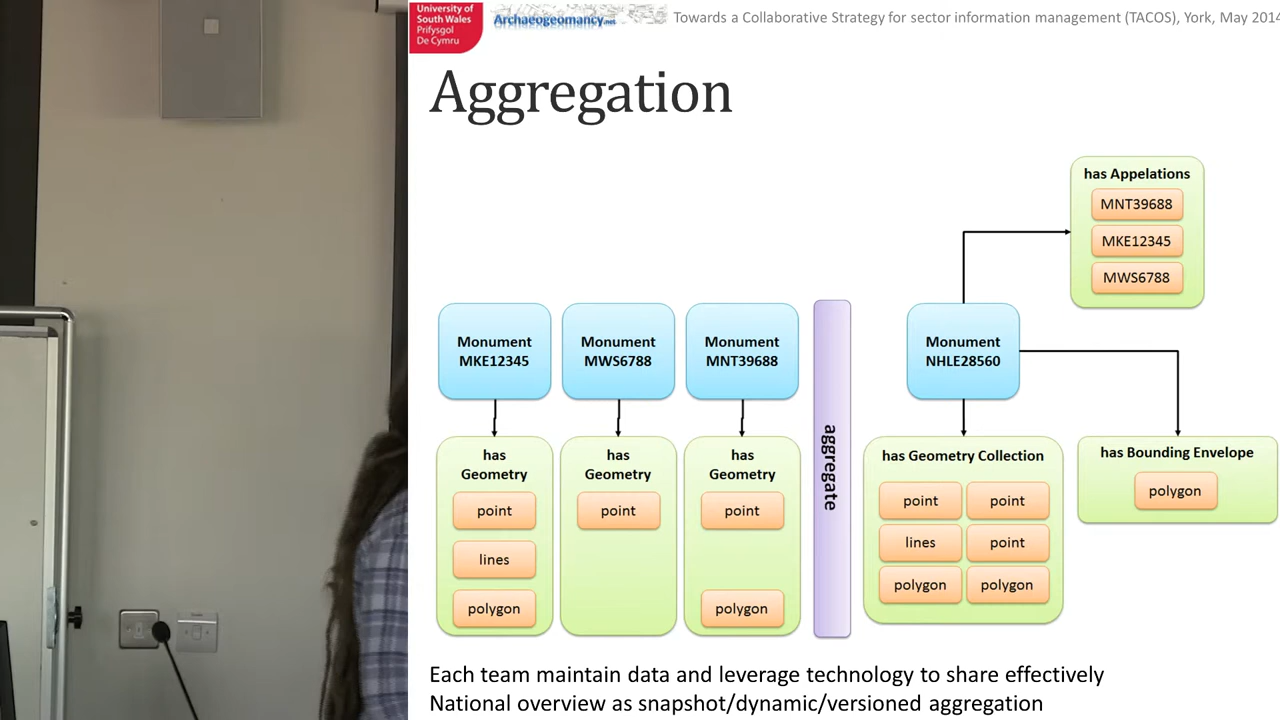 University of
South Wales
Prifysgol
De Cymru
Archaeogeomancy.net
Towards a Collaborative Strategy for sector information management (TACOS), York, May 2014
Aggregation
has Appelations
MNT39688
MKE12345
MWS6788
Monument
MKE12345
Monument
MWS6788
Monument
MNT39688
Monument
NHLE28560
has
Geometry
point
lines
polygon
has
Geometry
point
has
Geometry
point
polygon
aggregate
has Geometry Collection
point
point
lines
point
polygon
polygon
has Bounding Envelope
polygon
Each team maintain data and leverage technology to share effectively
National overview as snapshot/dynamic/versioned aggregation